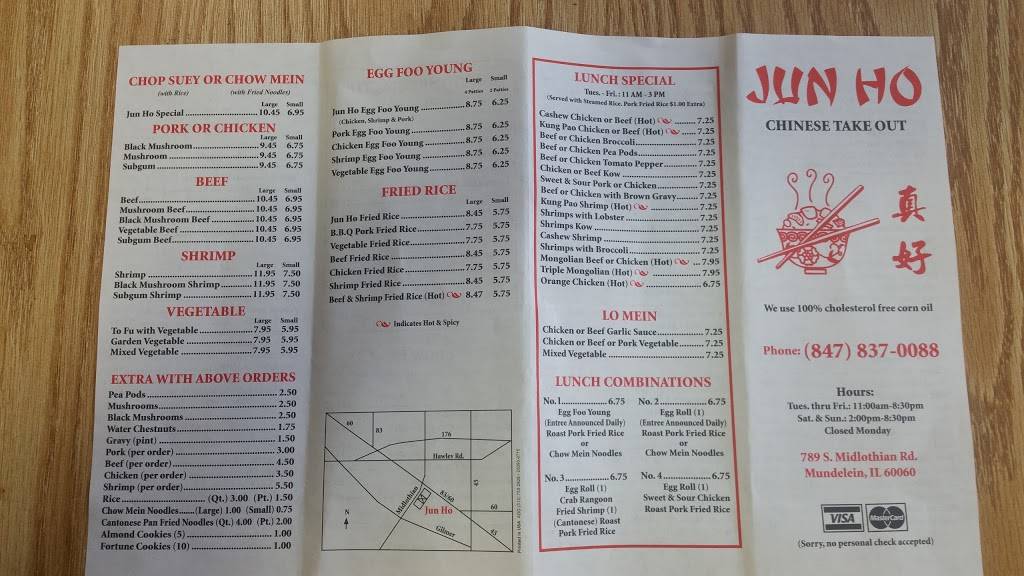 CHOP SUEY OR CHOW MEIN
(with Rice) (with Fried Noodles)
Large Small
Jun Ho Special 10.45 6.95
PORK OR CHICKEN
Large Small
Black Mushroom 9.45 6.75
Mushroom 9.45 6.75
Subgum 9.45 6.75
BEEF
Large Small
Beef 10.45 6.95
Mushroom Beef 10.45 6.95
Black Mushroom Beef 10.45 6.95
Vegetable Beef 10.45 6.95
Subgum Beef 10.45 6.95
SHRIMP
Large Small
Shrimp 11.95 7.50
Black Mushroom Shrimp 11.95 7.50
Subgum Shrimp 11.95 7.50
VEGETABLE
Large Small
To Fu with Vegetable 7.95 5.95
Garden Vegetable 7.95 5.95
Mixed Vegetable 7.95 5.95
EXTRA WITH ABOVE ORDERS
Pea Pods 2.50
Mushrooms 2.50
Black Mushrooms 2.50
Water Chestnuts 1.75
Gravy (pint) 1.50
Pork (per order) 3.00
Beef (per order) 4.50
Chicken (per order) 3.50
Shrimp (per order) 5.50
Rice (Qt.) 3.00 (Pt.) 1.50
Chow Mein Noodles (Large) 1.00 (Small) 0.75
Cantonese Pan Fried Noodles (Qt.) 4.00 (Pt.) 2.00
Almond Cookies (5) 1.00
Fortune Cookies (10) 1.00
EGG FOO YOUNG
Large Small
4 Patties 2 Patties
Jun Ho Egg Foo Young 8.75 6.25
(Chicken, Shrimp & Pork)
Pork Egg Foo Young 8.75 6.25
Chicken Egg Foo Young 8.75 6.25
Shrimp Egg Foo Young 8.75 6.25
Vegetable Egg Foo Young 8.75 6.25
FRIED RICE
Large Small
Jun Ho Fried Rice 8.45 5.75
B.B.Q Pork Fried Rice 7.75 5.75
Vegetable Fried Rice 7.75 5.75
Beef Fried Rice 8.45 5.75
Chicken Fried Rice 7.75 5.75
Shrimp Fried Rice 8.45 5.75
Beef & Shrimp Fried Rice (Hot) 8.47 5.75
Indicates Hot & Spicy
60
83
176
Hawley Rd.
45
Midlothian
83/60
Jun Ho
60
N
Gilmer
45
LUNCH SPECIAL
Tues. - Fri. : 11 AM - 3 PM
(Served with Steamed Rice. Pork Fried Rice $1.00 Extra)
Cashew Chicken or Beef (Hot) 7.25
Kung Pao Chicken or Beef (Hot) 7.25
Beef or Chicken Broccoli 7.25
Beef or Chicken Pea Pods 7.25
Beef or Chicken Tomato Pepper 7.25
Chicken or Beef Kow 7.25
Sweet & Sour Pork or Chicken 7.25
Beef or Chicken with Brown Gravy 7.25
Kung Pao Shrimp (Hot) 7.25
Shrimps with Lobster 7.25
Shrimps Kow 7.25
Cashew Shrimp 7.25
Shrimps with Broccoli 7.25
Mongolian Beef or Chicken (Hot) 7.95
Triple Mongolian (Hot) 7.95
Orange Chicken (Hot) 6.75
LO MEIN
Chicken or Beef Garlic Sauce 7.25
Chicken or Beef or Pork Vegetable 7.25
Mixed Vegetable 7.25
LUNCH COMBINATIONS
No. 1 6.75
Egg Foo Young
(Entree Announced Daily)
Roast Pork Fried Rice
or
Chow Mein Noodles
No. 2 6.75
Egg Roll (1)
(Entree Announced Daily)
Roast Pork Fried Rice
or
Chow Mein Noodles
No. 3 6.75
Egg Roll (1)
Crab Rangoon
Fried Shrimp (1)
(Cantonese) Roast
Pork Fried Rice
No. 4 6.75
Egg Roll (1)
Sweet & Sour Chicken
Roast Pork Fried Rice
JUN HO
CHINESE TAKE OUT
真
好
We use 100% cholesterol free corn oil
Phone: (847) 837-0088
Hours:
Tues. thru Fri.: 11:00am-8:30pm
Sat. & Sun.: 2:00pm-8:30pm
Closed Monday
789 S. Midlothian Rd.
Mundelein, IL 60060
VISA MasterCard
(Sorry, no personal check accepted)